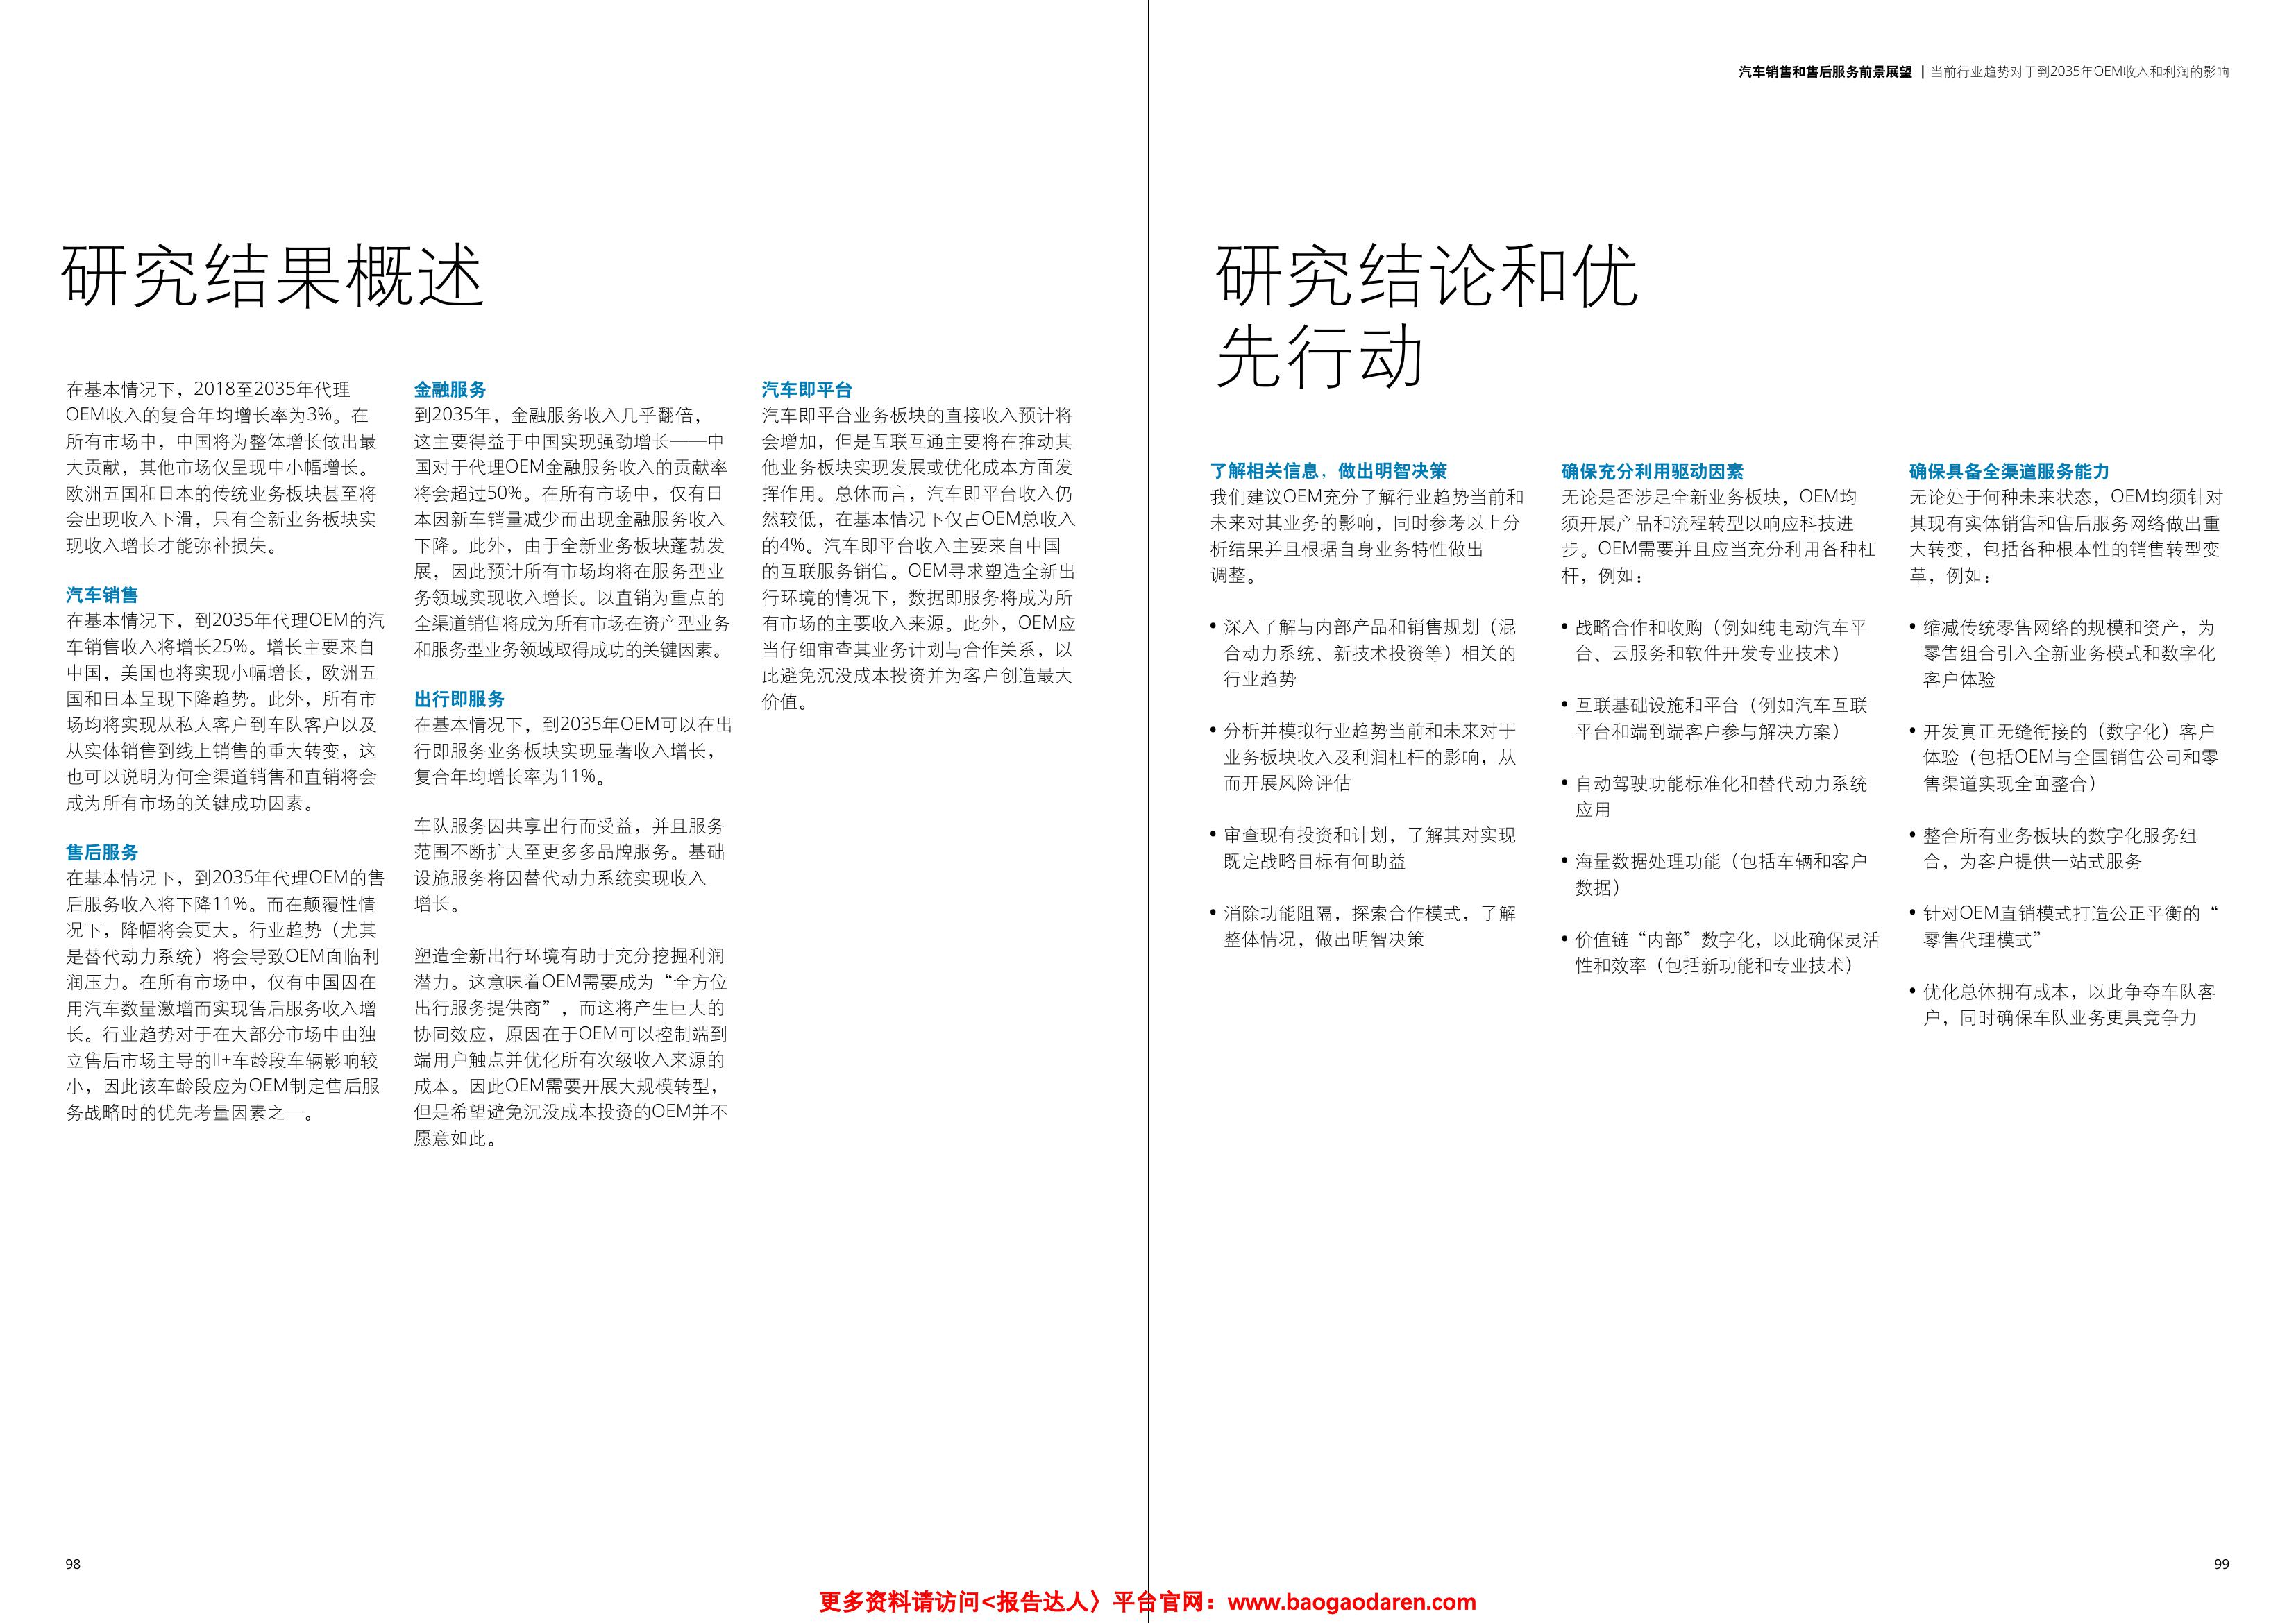 汽车销售和售后服务前景展望 | 当前行业趋势对于到2035年OEM收入和利润的影响
研究结果概述
在基本情况下，2018至2035年代理
OEM收入的复合年均增长率为3%。在
所有市场中，中国将为整体增长做出最
大贡献，其他市场仅呈现中小幅增长。
欧洲五国和日本的传统业务板块甚至将
会出现收入下滑，只有全新业务板块实
现收入增长才能弥补损失。
汽车销售
在基本情况下，到2035年代理OEM的汽
车销售收入将增长25%。增长主要来自
中国，美国也将实现小幅增长，欧洲五
国和日本呈现下降趋势。此外，所有市
场均将实现从私人客户到车队客户以及
从实体销售到线上销售的重大转变，这
也可以说明为何全渠道销售和直销将会
成为所有市场的关键成功因素。
售后服务
在基本情况下，到2035年代理OEM的售
后服务收入将下降11%。而在颠覆性情
况下，降幅将会更大。行业趋势（尤其
是替代动力系统）将会导致OEM面临利
润压力。在所有市场中，仅有中国因在
用汽车数量激增而实现售后服务收入增
长。行业趋势对于在大部分市场中由独
立售后市场主导的II+车龄段车辆影响较
小，因此该车龄段应为OEM制定售后服
务战略时的优先考量因素之一。
金融服务
到2035年，金融服务收入几乎翻倍，
这主要得益于中国实现强劲增长——中
国对于代理OEM金融服务收入的贡献率
将会超过50%。在所有市场中，仅有日
本因新车销量减少而出现金融服务收入
下降。此外，由于全新业务板块蓬勃发
展，因此预计所有市场均将在服务型业
务领域实现收入增长。以直销为重点的
全渠道销售将成为所有市场在资产型业务
和服务型业务领域取得成功的关键因素。
出行即服务
在基本情况下，到2035年OEM可以在出
行即服务业务板块实现显著收入增长，
复合年均增长率为11%。
车队服务因共享出行而受益，并且服务
范围不断扩大至更多多品牌服务。基础
设施服务将因替代动力系统实现收入
增长。
塑造全新出行环境有助于充分挖掘利润
潜力。这意味着OEM需要成为“全方位
出行服务提供商”，而这将产生巨大的
协同效应，原因在于OEM可以控制端到
端用户触点并优化所有次级收入来源的
成本。因此OEM需要开展大规模转型，
但是希望避免沉没成本投资的OEM并不
愿意如此。
汽车即平台
汽车即平台业务板块的直接收入预计将
会增加，但是互联互通主要将在推动其
他业务板块实现发展或优化成本方面发
挥作用。总体而言，汽车即平台收入仍
然较低，在基本情况下仅占OEM总收入
的4%。汽车即平台收入主要来自中国
的互联服务销售。OEM寻求塑造全新出
行环境的情况下，数据即服务将成为所
有市场的主要收入来源。此外，OEM应
当仔细审查其业务计划与合作关系，以
此避免沉没成本投资并为客户创造最大
价值。
研究结论和优
先行动
了解相关信息，做出明智决策
我们建议OEM充分了解行业趋势当前和
未来对其业务的影响，同时参考以上分
析结果并且根据自身业务特性做出
调整。
• 深入了解与内部产品和销售规划（混
合动力系统、新技术投资等）相关的
行业趋势
• 分析并模拟行业趋势当前和未来对于
业务板块收入及利润杠杆的影响，从
而开展风险评估
• 审查现有投资和计划，了解其对实现
既定战略目标有何助益
• 消除功能阻隔，探索合作模式，了解
整体情况，做出明智决策
确保充分利用驱动因素
无论是否涉足全新业务板块，OEM均
须开展产品和流程转型以响应科技进
步。OEM需要并且应当充分利用各种杠
杆，例如：
• 战略合作和收购（例如纯电动汽车平
台、云服务和软件开发专业技术）
• 互联基础设施和平台（例如汽车互联
平台和端到端客户参与解决方案）
• 自动驾驶功能标准化和替代动力系统
应用
• 海量数据处理功能（包括车辆和客户
数据）
• 价值链“内部”数字化，以此确保灵活
性和效率（包括新功能和专业技术）
确保具备全渠道服务能力
无论处于何种未来状态，OEM均须针对
其现有实体销售和售后服务网络做出重
大转变，包括各种根本性的销售转型变
革，例如：
• 缩减传统零售网络的规模和资产，为
零售组合引入全新业务模式和数字化
客户体验
• 开发真正无缝衔接的（数字化）客户
体验（包括OEM与全国销售公司和零
售渠道实现全面整合）
• 整合所有业务板块的数字化服务组
合，为客户提供一站式服务
• 针对OEM直销模式打造公正平衡的“
零售代理模式”
• 优化总体拥有成本，以此争夺车队客
户，同时确保车队业务更具竞争力
98
99
更多资料请访问<报告达人〉平台官网：www.baogaodaren.com